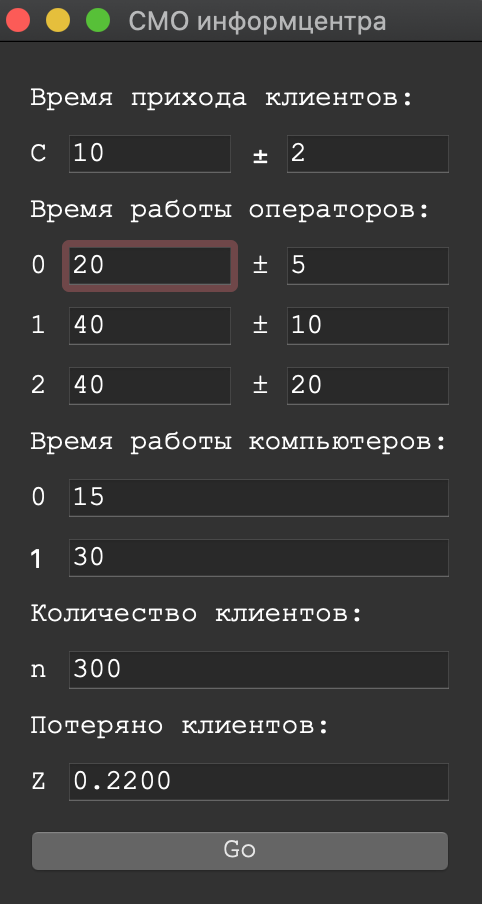 СМО информцентра
Время прихода клиентов:
C 10 ± 2
Время работы операторов:
0 20 ± 5
1 40 ± 10
2 40 ± 20
Время работы компьютеров:
0 15
1 30
Количество клиентов:
n 300
Потеряно клиентов:
Z 0.2200
Go